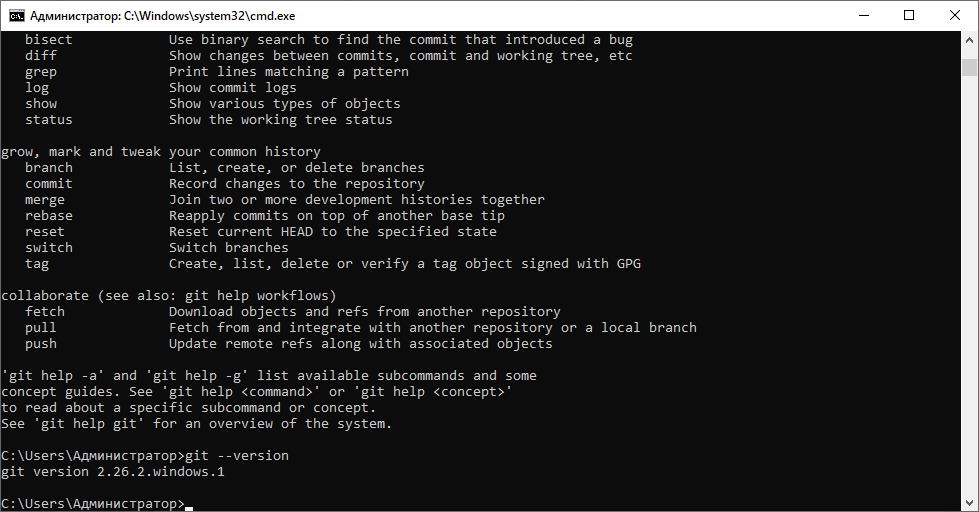 Администратор: C:\Windows\system32\cmd.exe
bisect Use binary search to find the commit that introduced a bug
diff Show changes between commits, commit and working tree, etc
grep Print lines matching a pattern
log Show commit logs
show Show various types of objects
status Show the working tree status
grow, mark and tweak your common history
branch List, create, or delete branches
commit Record changes to the repository
merge Join two or more development histories together
rebase Reapply commits on top of another base tip
reset Reset current HEAD to the specified state
switch Switch branches
tag Create, list, delete or verify a tag object signed with GPG
collaborate (see also: git help workflows)
fetch Download objects and refs from another repository
pull Fetch from and integrate with another repository or a local branch
push Update remote refs along with associated objects
'git help -a' and 'git help -g' list available subcommands and some
concept guides. See 'git help <command>' or 'git help <concept>'
to read about a specific subcommand or concept.
See 'git help git' for an overview of the system.
C:\Users\Администратор>git --version
git version 2.26.2.windows.1
C:\Users\Администратор>